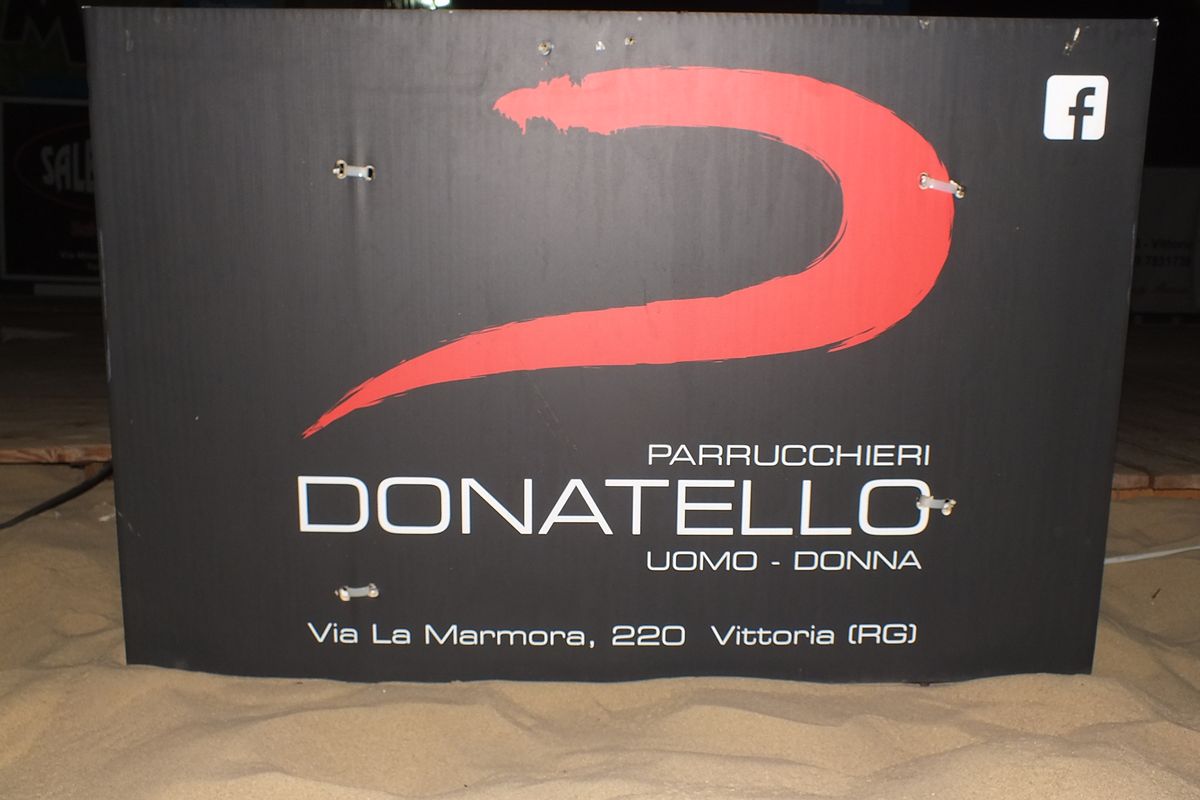 PARRUCCHIERI
DONATELLO
UOMO - DONNA
Via La Marmora, 220 Vittoria (RG)